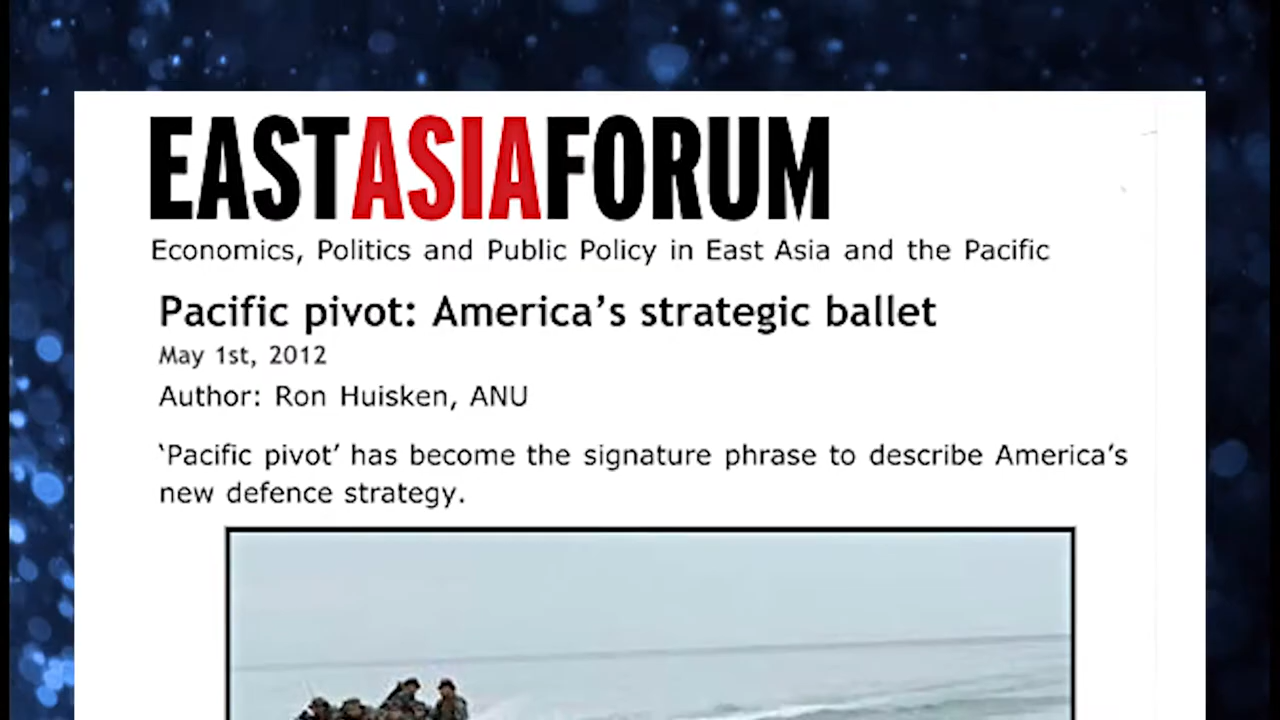 EASTASIAFORUM
Economics, Politics and Public Policy in East Asia and the Pacific
Pacific pivot: America’s strategic ballet
May 1st, 2012
Author: Ron Huisken, ANU
‘Pacific pivot’ has become the signature phrase to describe America’s
new defence strategy.